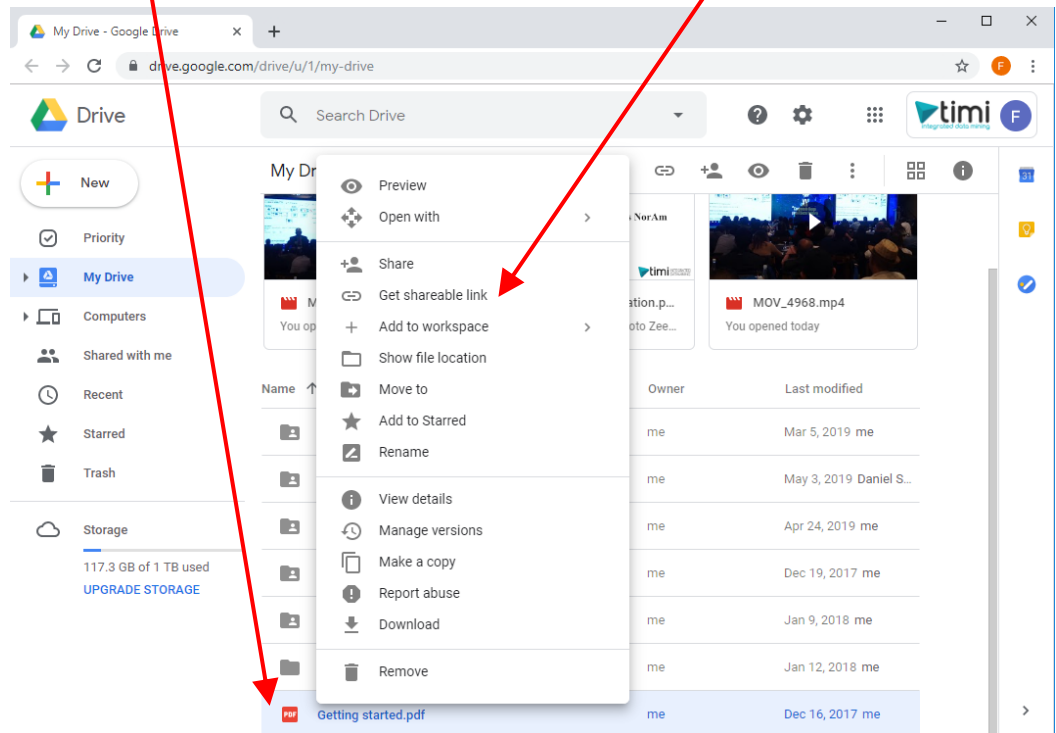 My Drive - Google Drive
drive.google.com/drive/u/1/my-drive
F
Drive
Search Drive
timi
integrated data mining
F
New
My Dr
31
Priority
My Drive
Computers
Shared with me
Recent
Starred
Trash
Storage
117.3 GB of 1 TB used
UPGRADE STORAGE
Preview
Open with
Share
Get shareable link
Add to workspace
Show file location
Move to
Add to Starred
Rename
View details
Manage versions
Make a copy
Report abuse
Download
Remove
NorAm
timi
M
ation.p...
MOV_4968.mp4
You op
oto Zee...
You opened today
Name
Owner
Last modified
me
Mar 5, 2019 me
me
May 3, 2019 Daniel S...
me
Apr 24, 2019 me
me
Dec 19, 2017 me
me
Jan 9, 2018 me
me
Jan 12, 2018 me
PDF
Getting started.pdf
me
Dec 16, 2017 me